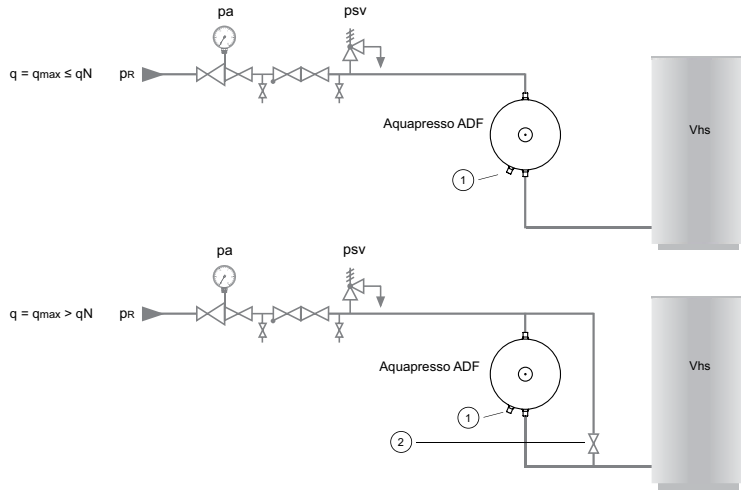 pa
psv
q = qmax ≤ qN
pR
Aquapresso ADF
Vhs
1
pa
psv
q = qmax > qN
pR
Aquapresso ADF
Vhs
1
2